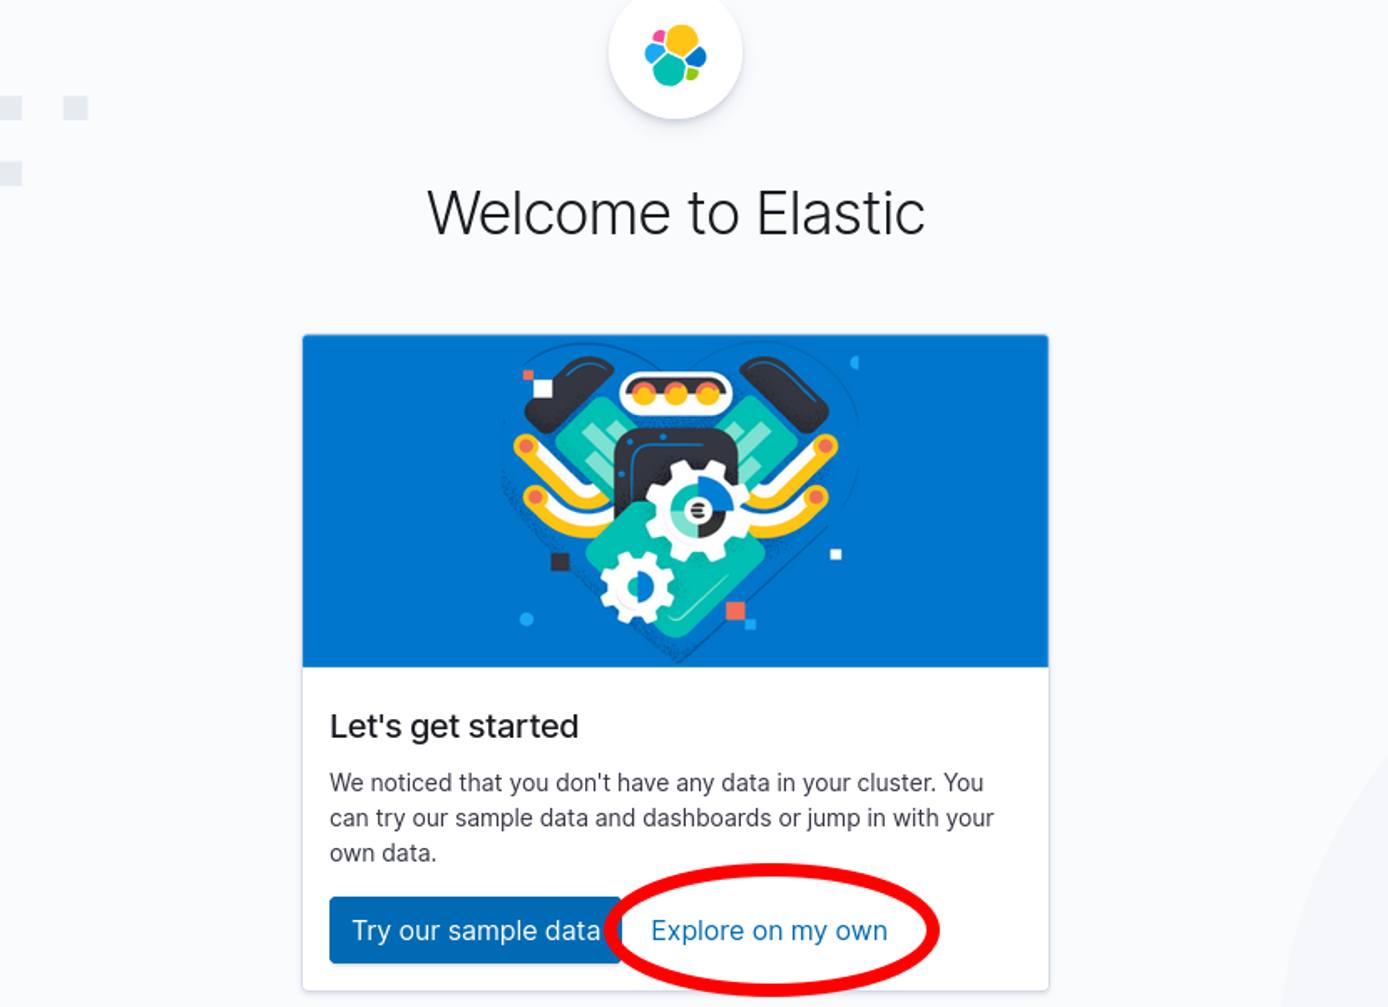 Welcome to Elastic
Let's get started
We noticed that you don't have any data in your cluster. You
can try our sample data and dashboards or jump in with your
own data.
Try our sample data
Explore on my own